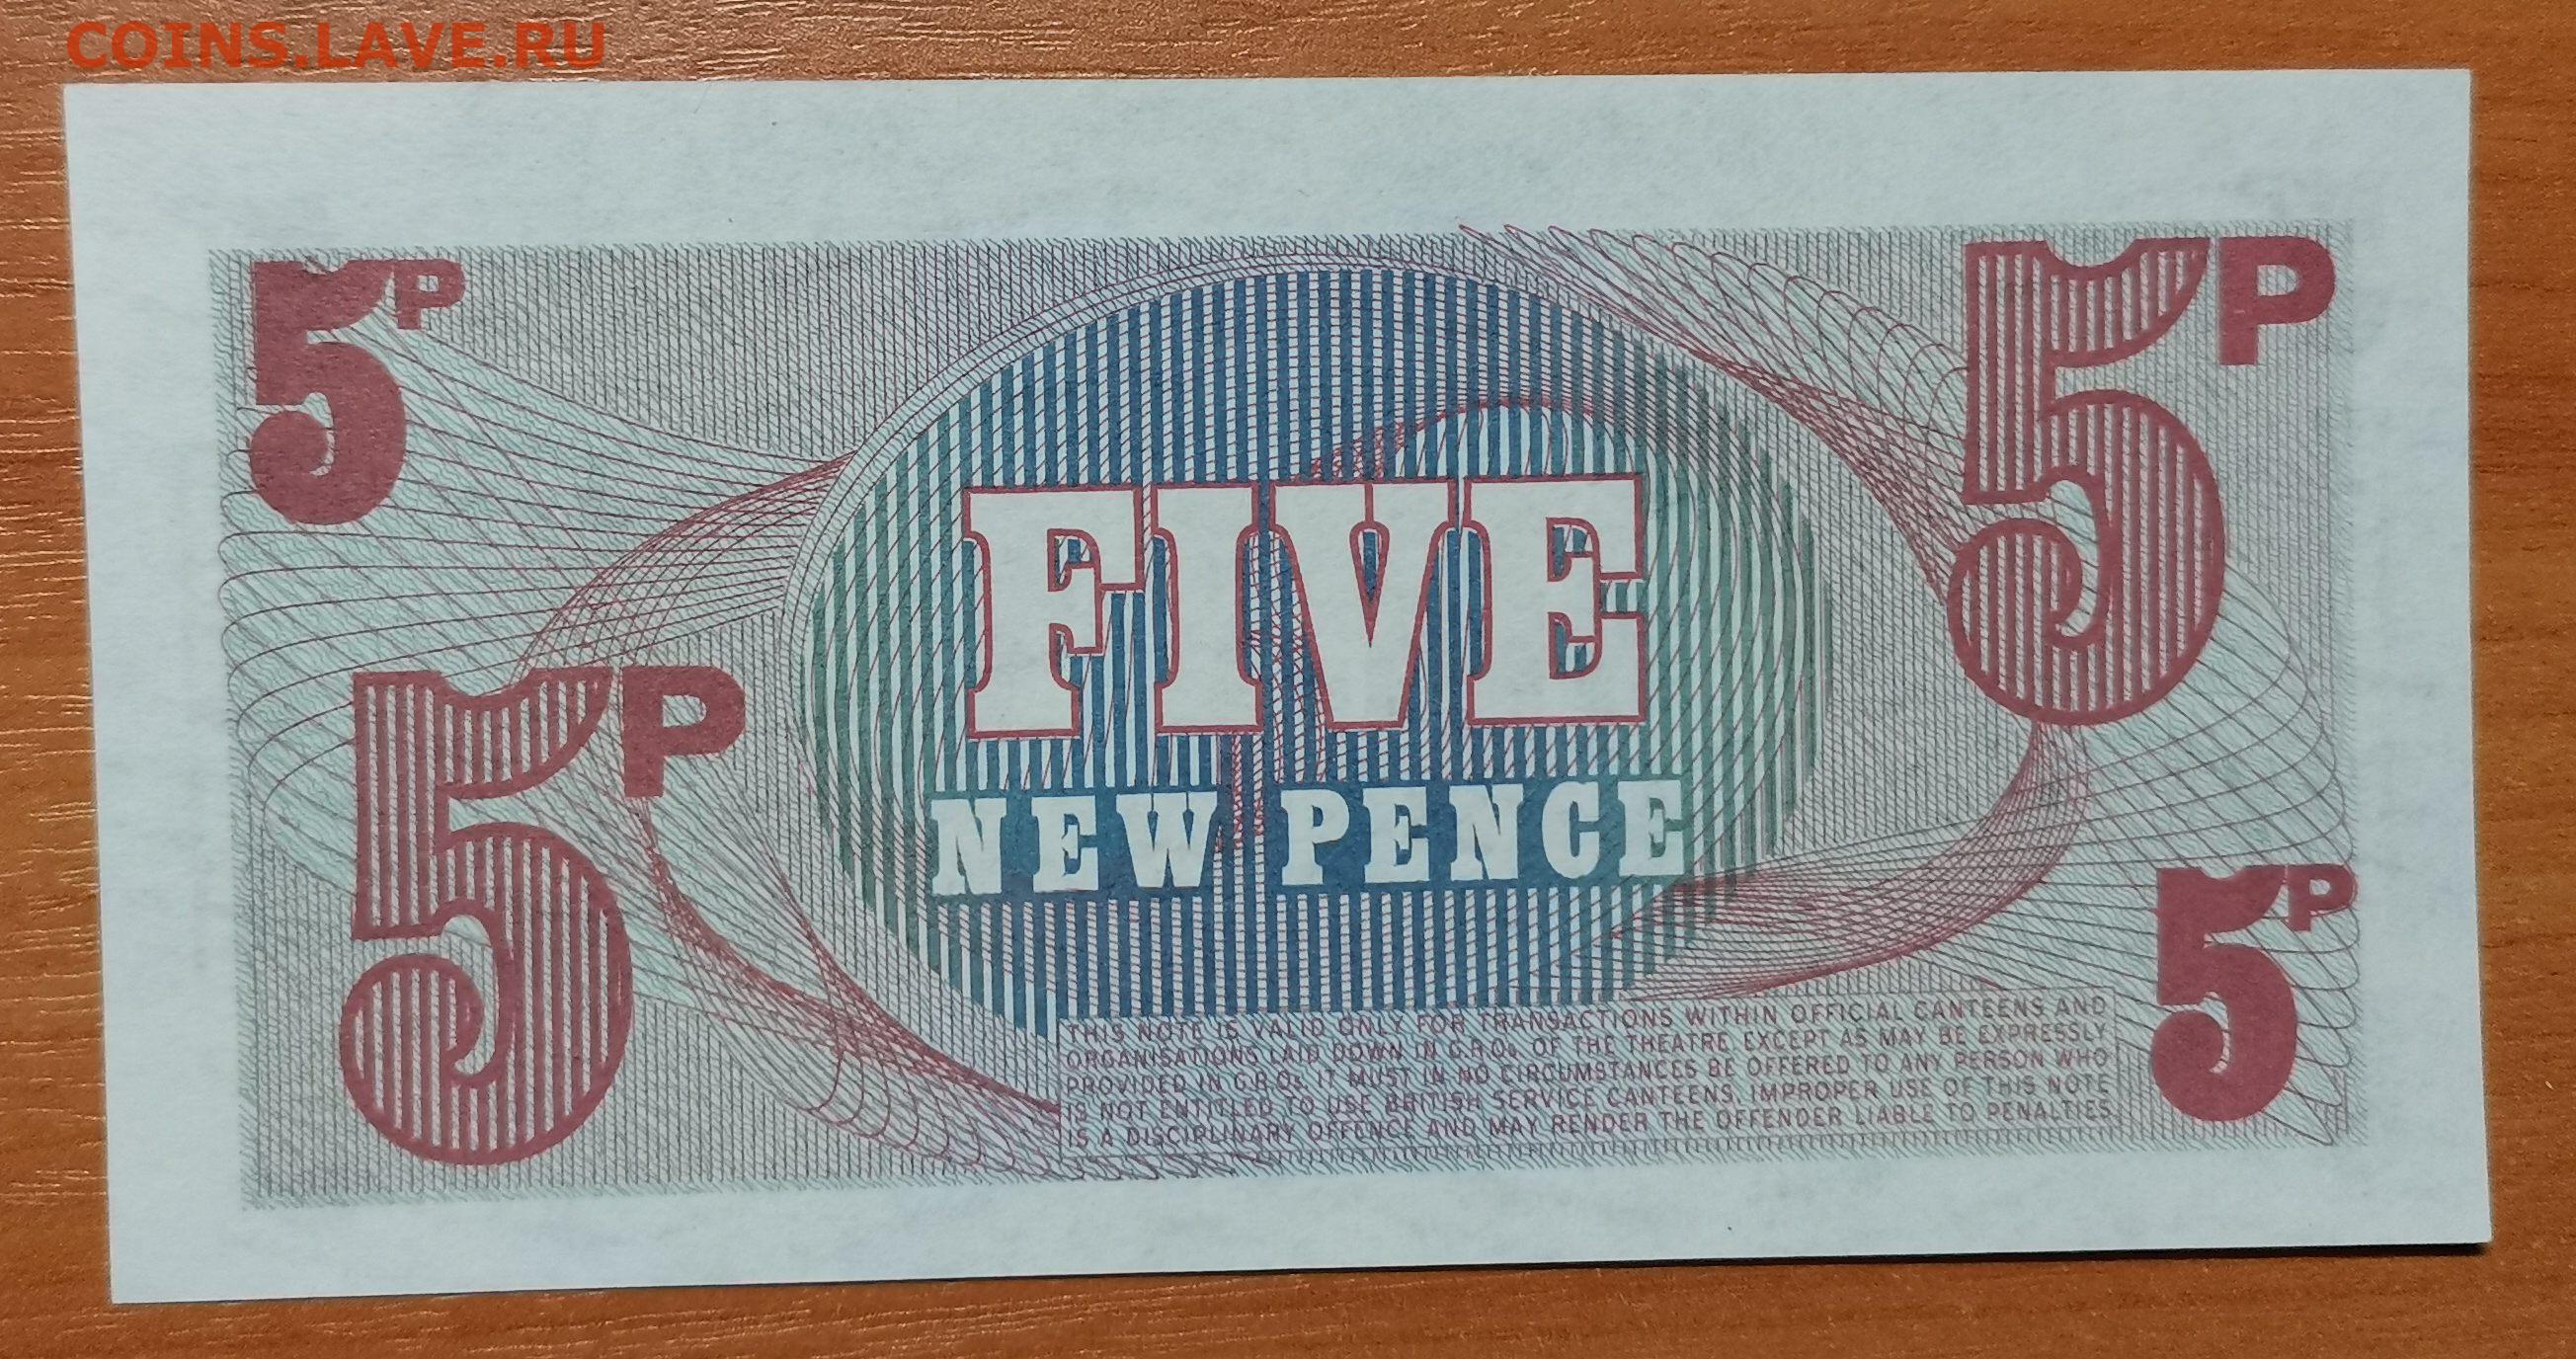 COINS.LAVE.RU
5P
5P
FIVE
5P
NEW PENCE
5P
THIS NOTE IS VALID ONLY FOR TRANSACTIONS WITHIN OFFICIAL CANTEENS AND
ORGANISATIONS LAID DOWN IN G.R.Os. OF THE THEATRE EXCEPT AS MAY BE EXPRESSLY
PROVIDED IN G.R.Os. IT MUST IN NO CIRCUMSTANCES BE OFFERED TO ANY PERSON WHO
IS NOT ENTITLED TO USE BRITISH SERVICE CANTEENS. IMPROPER USE OF THIS NOTE
IS A DISCIPLINARY OFFENCE AND MAY RENDER THE OFFENDER LIABLE TO PENALTIES.